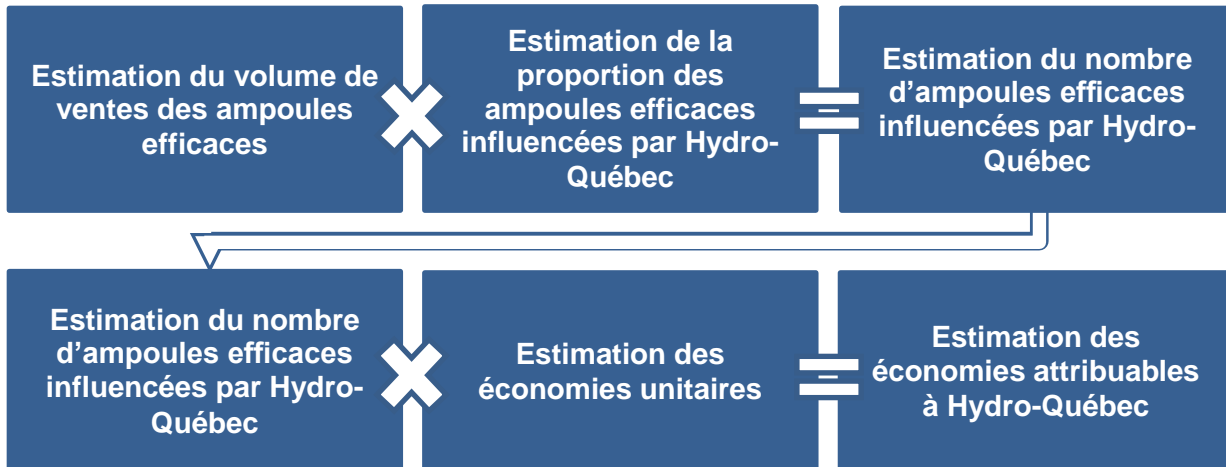 Estimation du volume de
ventes des ampoules
efficaces
Estimation de la
proportion des
ampoules efficaces
influencées par Hydro-
Québec
Estimation du nombre
d’ampoules efficaces
influencées par Hydro-
Québec
Estimation du nombre
d’ampoules efficaces
influencées par Hydro-
Québec
Estimation des
économies unitaires
Estimation des
économies attribuables
à Hydro-Québec